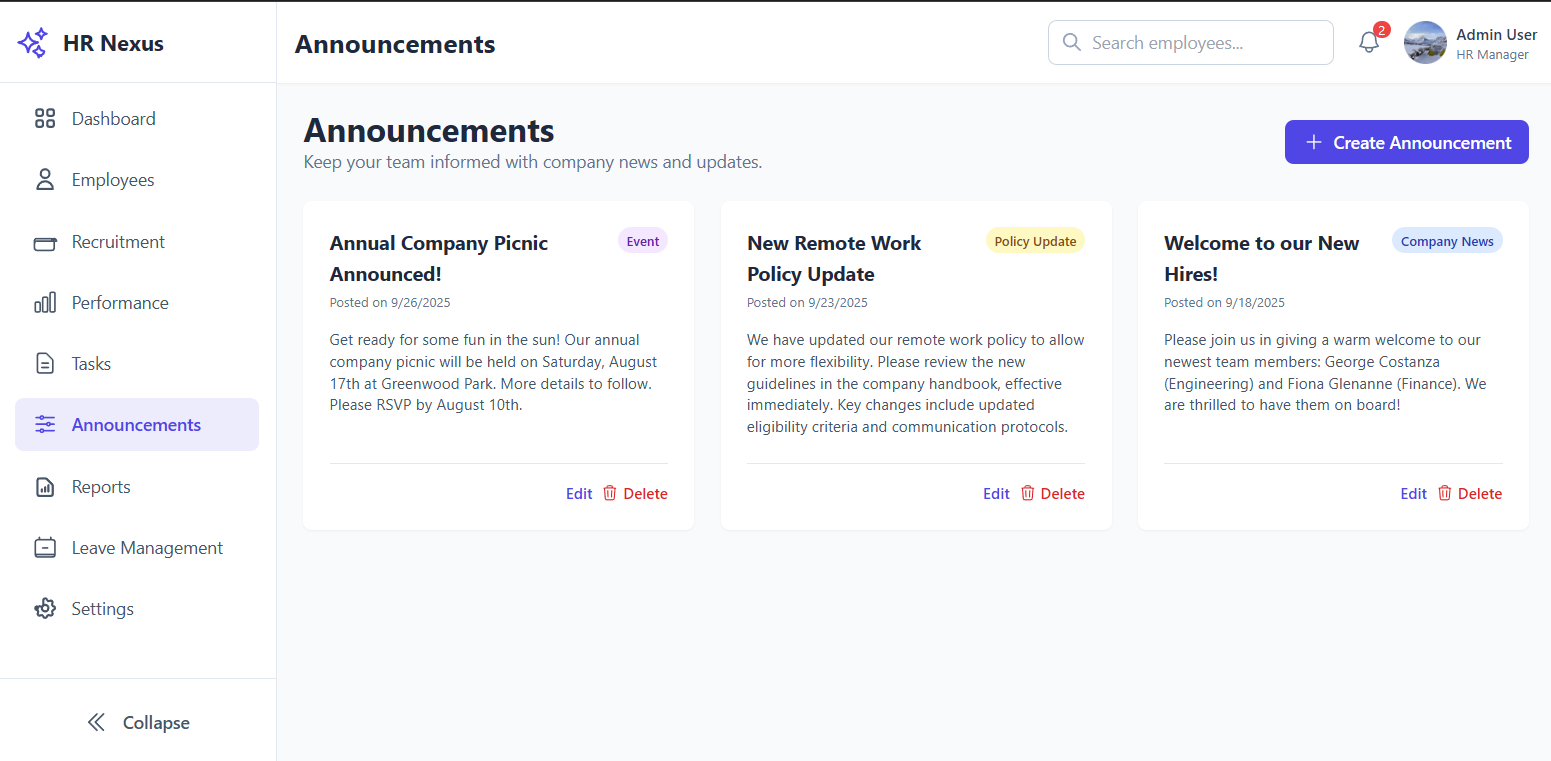 HR Nexus
Announcements
Search employees...
2
Admin User
HR Manager
Dashboard
Employees
Recruitment
Performance
Tasks
Announcements
Reports
Leave Management
Settings
Collapse
Announcements
Keep your team informed with company news and updates.
Create Announcement
Annual Company Picnic
Announced!
Event
Posted on 9/26/2025
Get ready for some fun in the sun! Our annual
company picnic will be held on Saturday, August
17th at Greenwood Park. More details to follow.
Please RSVP by August 10th.
Edit Delete
New Remote Work
Policy Update
Policy Update
Posted on 9/23/2025
We have updated our remote work policy to allow
for more flexibility. Please review the new
guidelines in the company handbook, effective
immediately. Key changes include updated
eligibility criteria and communication protocols.
Edit Delete
Welcome to our New
Hires!
Company News
Posted on 9/18/2025
Please join us in giving a warm welcome to our
newest team members: George Costanza
(Engineering) and Fiona Glenanne (Finance). We
are thrilled to have them on board!
Edit Delete